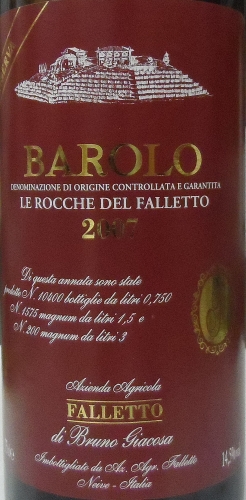 BAROLO
DENOMINAZIONE DI ORIGINE CONTROLLATA E GARANTITA
LE ROCCHE DEL FALLETTO
2007
Di questa annata sono state
prodotte N. 10400 bottiglie da litri 0,750
N. 1575 magnum da litri 1,5 e
N. 200 magnum da litri 3
Azienda Agricola
FALLETTO
di Bruno Giacosa
Imbottigliato da Az. Agr. Falletto
Neive - Italia